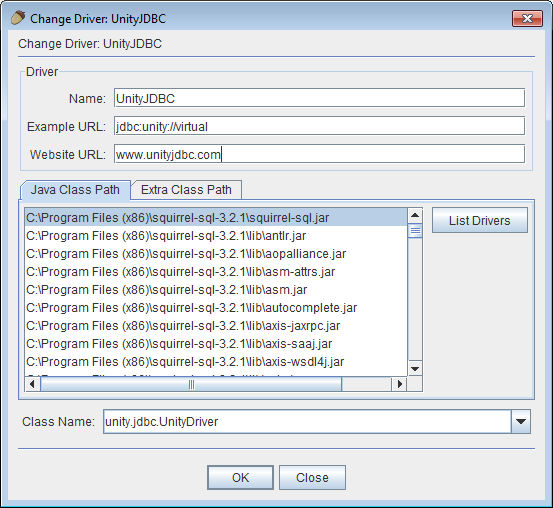 Change Driver: UnityJDBC
Change Driver: UnityJDBC
Driver
Name: UnityJDBC
Example URL: jdbc:unity://virtual
Website URL: www.unityjdbc.com
Java Class Path Extra Class Path
C:\Program Files (x86)\squirrel-sql-3.2.1\squirrel-sql.jar
List Drivers
C:\Program Files (x86)\squirrel-sql-3.2.1\lib\antlr.jar
C:\Program Files (x86)\squirrel-sql-3.2.1\lib\aopalliance.jar
C:\Program Files (x86)\squirrel-sql-3.2.1\lib\asm-attrs.jar
C:\Program Files (x86)\squirrel-sql-3.2.1\lib\asm.jar
C:\Program Files (x86)\squirrel-sql-3.2.1\lib\autocomplete.jar
C:\Program Files (x86)\squirrel-sql-3.2.1\lib\axis-jaxrpc.jar
C:\Program Files (x86)\squirrel-sql-3.2.1\lib\axis-saaj.jar
C:\Program Files (x86)\squirrel-sql-3.2.1\lib\axis-wsdl4j.jar
Class Name: unity.jdbc.UnityDriver
OK Close